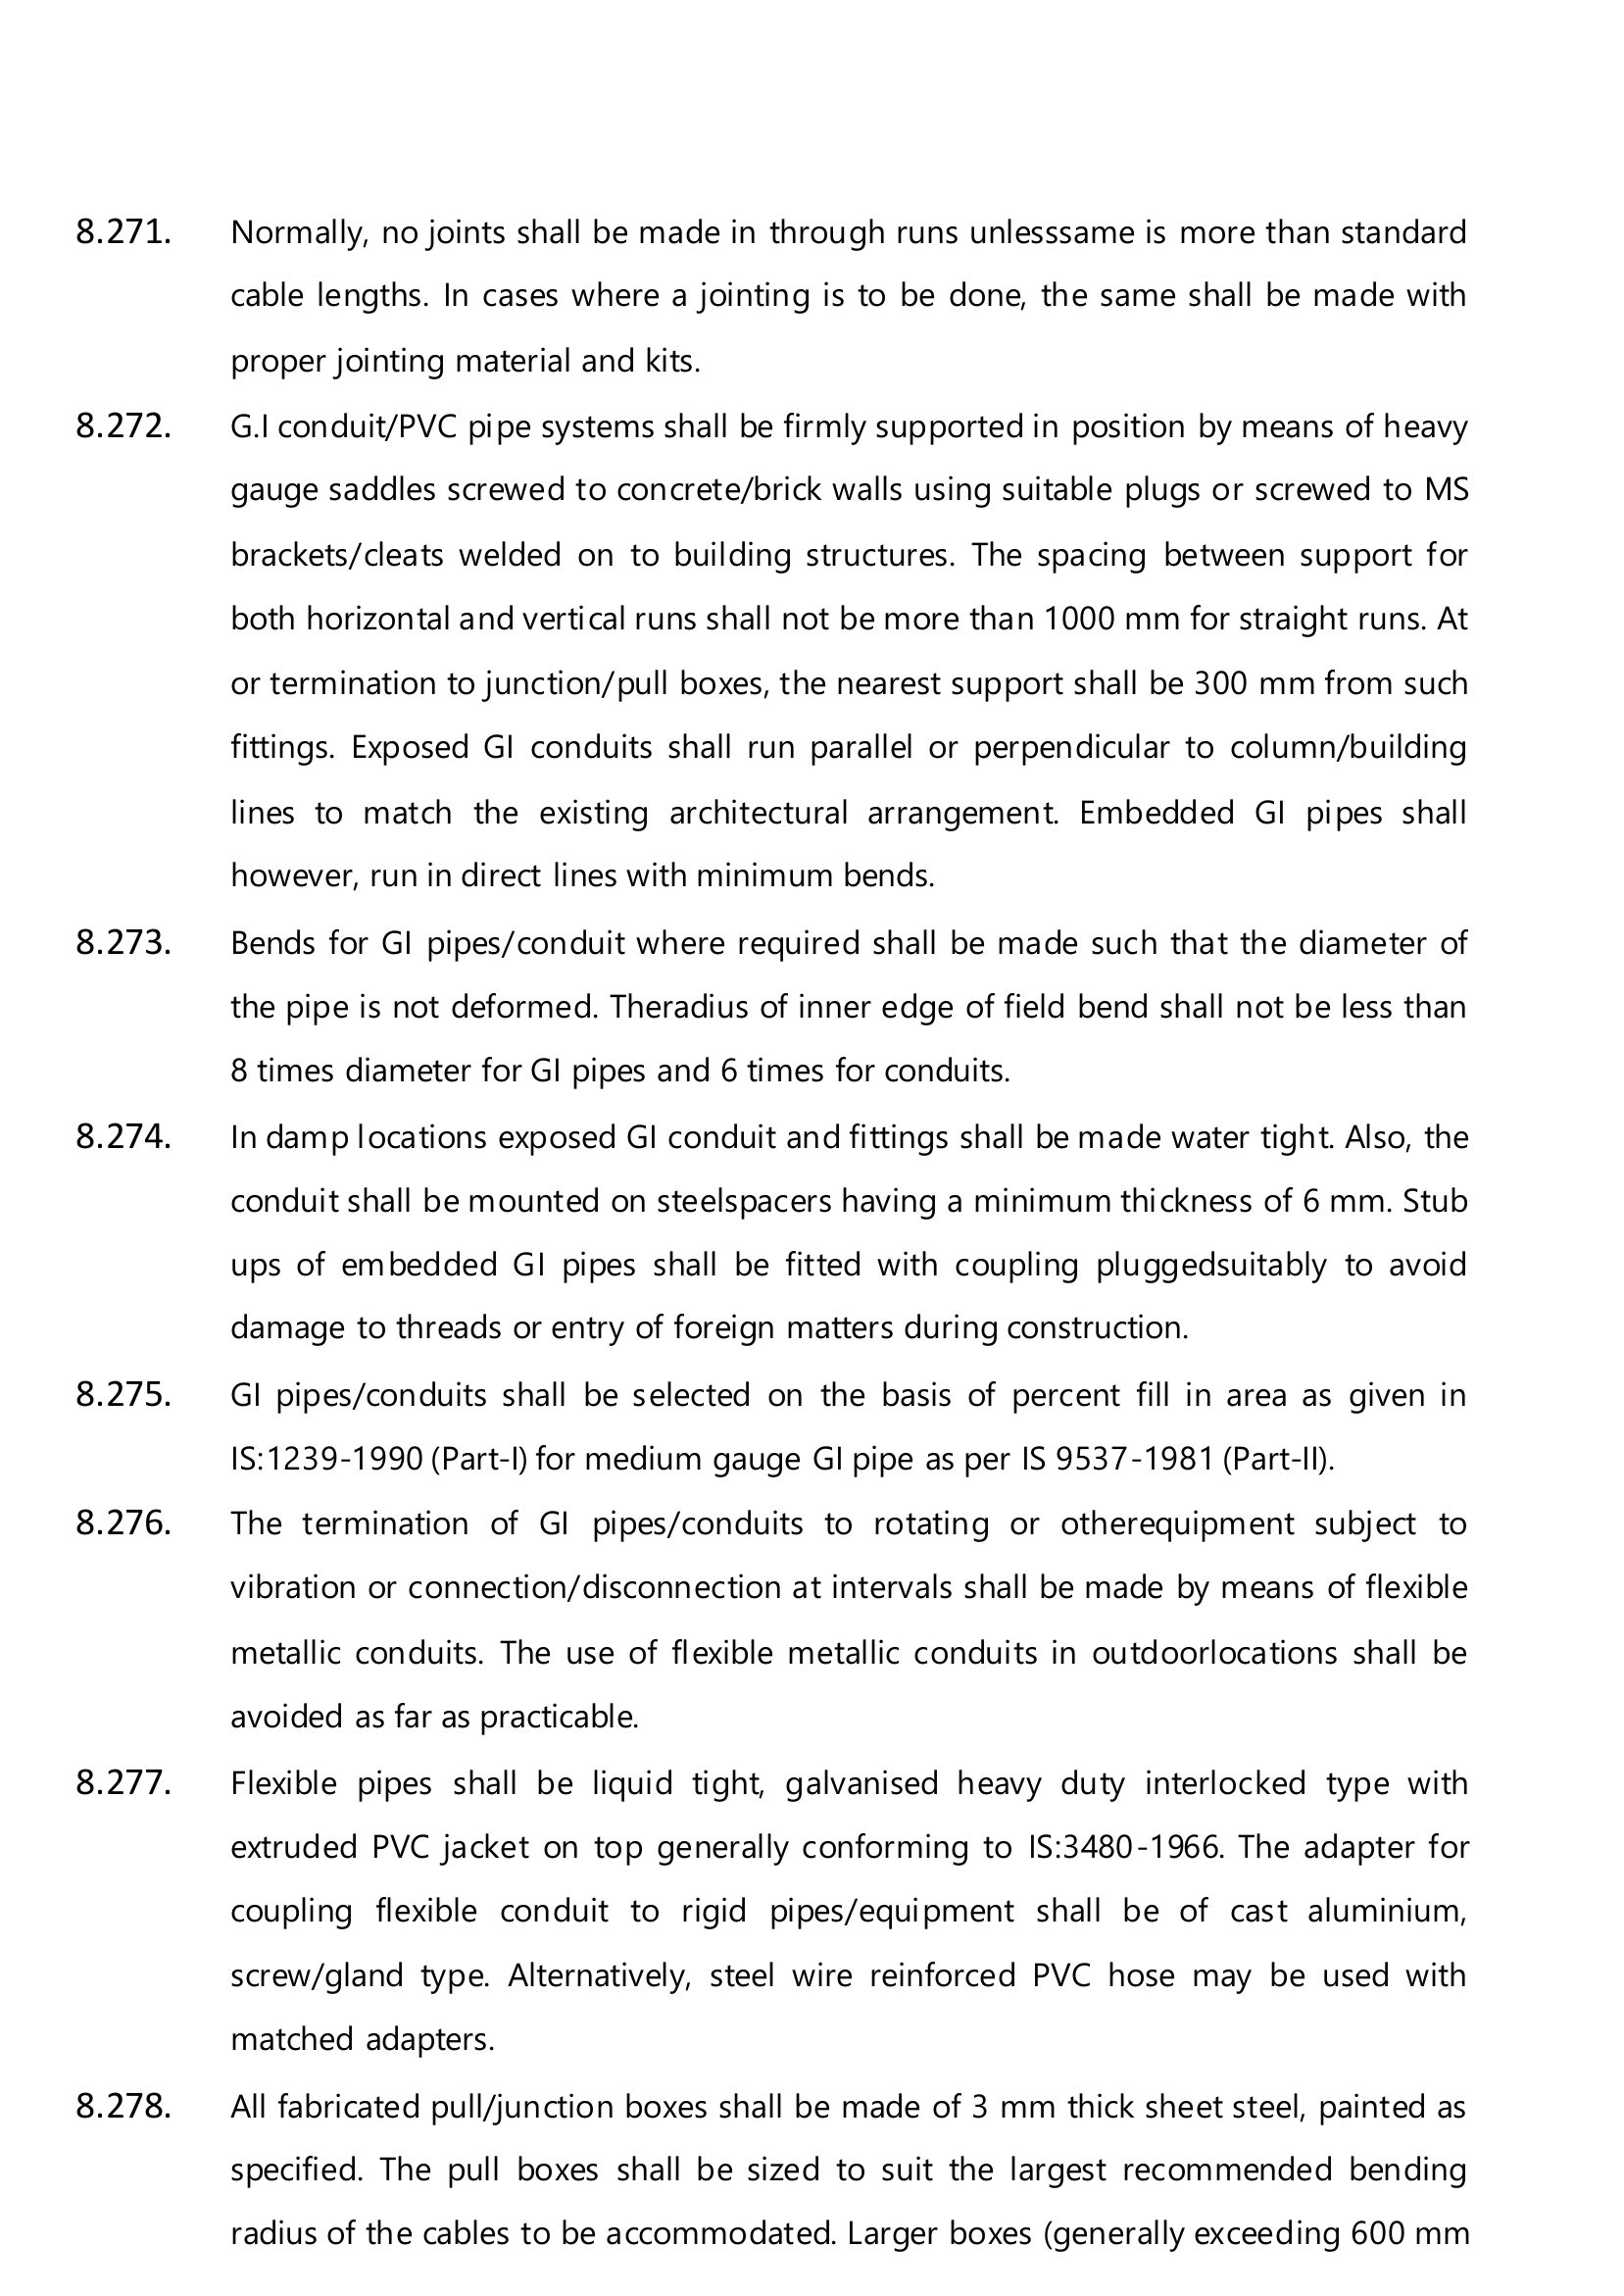 8.271. Normally, no joints shall be made in through runs unlesssame is more than standard
cable lengths. In cases where a jointing is to be done, the same shall be made with
proper jointing material and kits.
8.272. G.I conduit/PVC pipe systems shall be firmly supported in position by means of heavy
gauge saddles screwed to concrete/brick walls using suitable plugs or screwed to MS
brackets/cleats welded on to building structures. The spacing between support for
both horizontal and vertical runs shall not be more than 1000 mm for straight runs. At
or termination to junction/pull boxes, the nearest support shall be 300 mm from such
fittings. Exposed GI conduits shall run parallel or perpendicular to column/building
lines to match the existing architectural arrangement. Embedded GI pipes shall
however, run in direct lines with minimum bends.
8.273. Bends for GI pipes/conduit where required shall be made such that the diameter of
the pipe is not deformed. Theradius of inner edge of field bend shall not be less than
8 times diameter for GI pipes and 6 times for conduits.
8.274. In damp locations exposed GI conduit and fittings shall be made water tight. Also, the
conduit shall be mounted on steelspacers having a minimum thickness of 6 mm. Stub
ups of embedded GI pipes shall be fitted with coupling pluggedsuitably to avoid
damage to threads or entry of foreign matters during construction.
8.275. GI pipes/conduits shall be selected on the basis of percent fill in area as given in
IS:1239-1990 (Part-I) for medium gauge GI pipe as per IS 9537-1981 (Part-II).
8.276. The termination of GI pipes/conduits to rotating or otherequipment subject to
vibration or connection/disconnection at intervals shall be made by means of flexible
metallic conduits. The use of flexible metallic conduits in outdoorlocations shall be
avoided as far as practicable.
8.277. Flexible pipes shall be liquid tight, galvanised heavy duty interlocked type with
extruded PVC jacket on top generally conforming to IS:3480-1966. The adapter for
coupling flexible conduit to rigid pipes/equipment shall be of cast aluminium,
screw/gland type. Alternatively, steel wire reinforced PVC hose may be used with
matched adapters.
8.278. All fabricated pull/junction boxes shall be made of 3 mm thick sheet steel, painted as
specified. The pull boxes shall be sized to suit the largest recommended bending
radius of the cables to be accommodated. Larger boxes (generally exceeding 600 mm